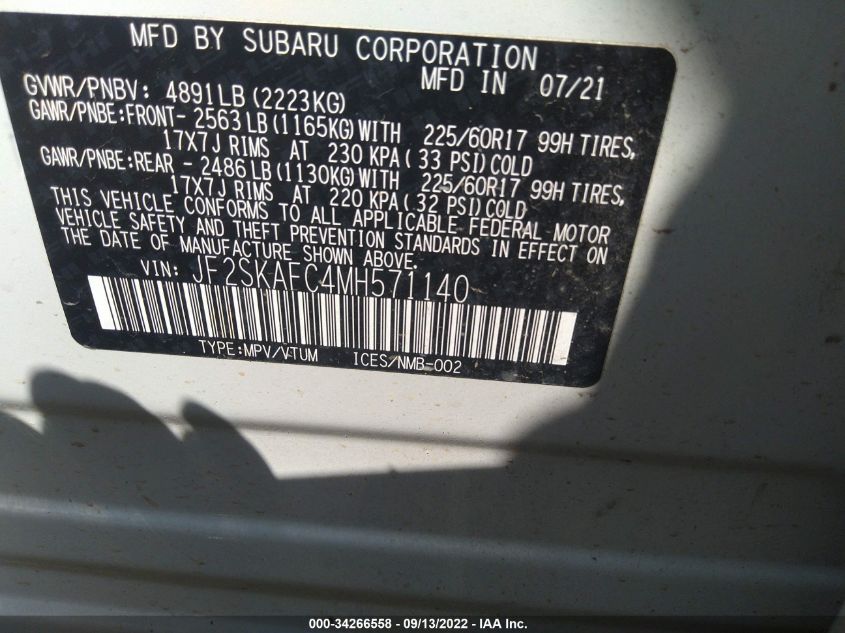 MFD BY SUBARU CORPORATION
MFD IN 07/21
GVWR/PNBV: 4891LB(2223KG)
GAWR/PNBE:FRONT- 2563LB(1165KG)WITH 225/60R17 99H TIRES,
17X7J RIMS AT 230 KPA( 33 PSI)COLD
GAWR/PNBE:REAR - 2486LB(1130KG)WITH 225/60R17 99H TIRES,
17X7J RIMS AT 220 KPA( 32 PSI)COLD
THIS VEHICLE CONFORMS TO ALL APPLICABLE FEDERAL MOTOR
VEHICLE SAFETY AND THEFT PREVENTION STANDARDS IN EFFECT ON
THE DATE OF MANUFACTURE SHOWN ABOVE.
VIN: JF2SKAFC4MH571140
TYPE:MPV/VTUM ICES/NMB-002
000-34266558 - 09/13/2022 - IAA Inc.